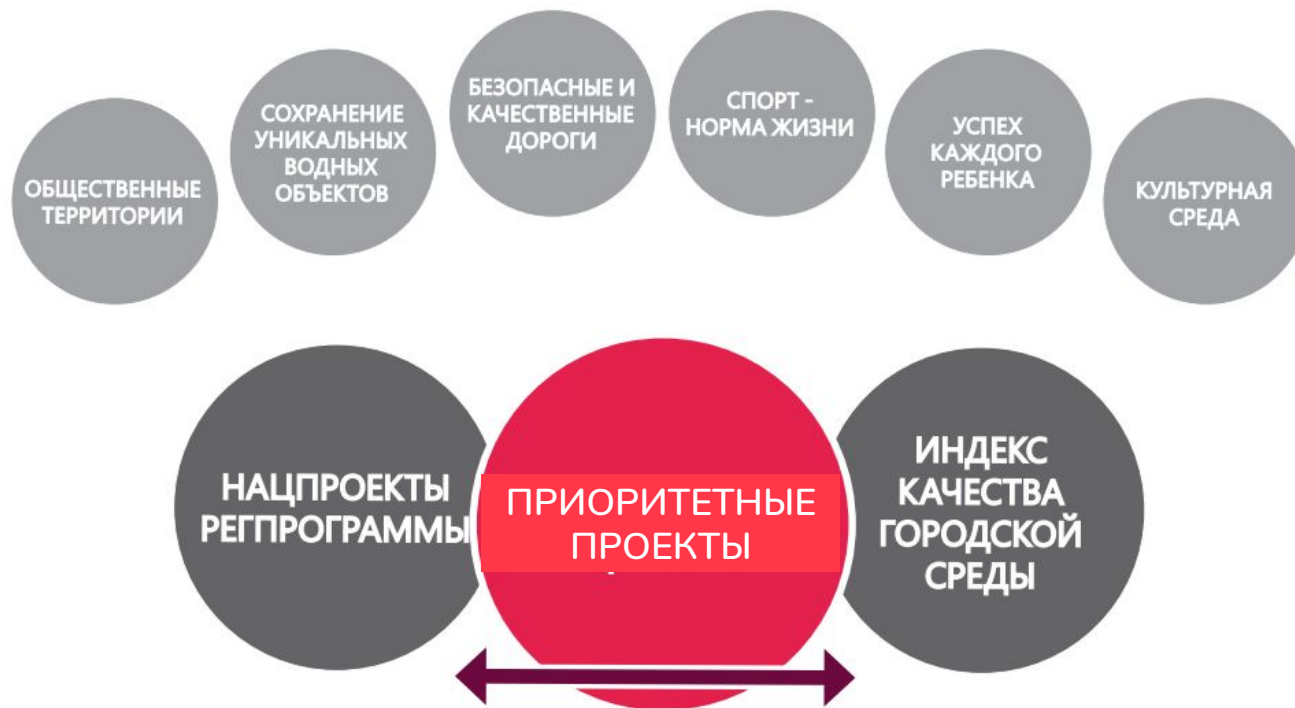 ОБЩЕСТВЕННЫЕ
ТЕРРИТОРИИ
СОХРАНЕНИЕ
УНИКАЛЬНЫХ
ВОДНЫХ
ОБЪЕКТОВ
БЕЗОПАСНЫЕ И
КАЧЕСТВЕННЫЕ
ДОРОГИ
СПОРТ -
НОРМА ЖИЗНИ
УСПЕХ
КАЖДОГО
РЕБЕНКА
КУЛЬТУРНАЯ
СРЕДА
НАЦПРОЕКТЫ
РЕГПРОГРАММЫ
ПРИОРИТЕТНЫЕ
ПРОЕКТЫ
ИНДЕКС
КАЧЕСТВА
ГОРОДСКОЙ
СРЕДЫ